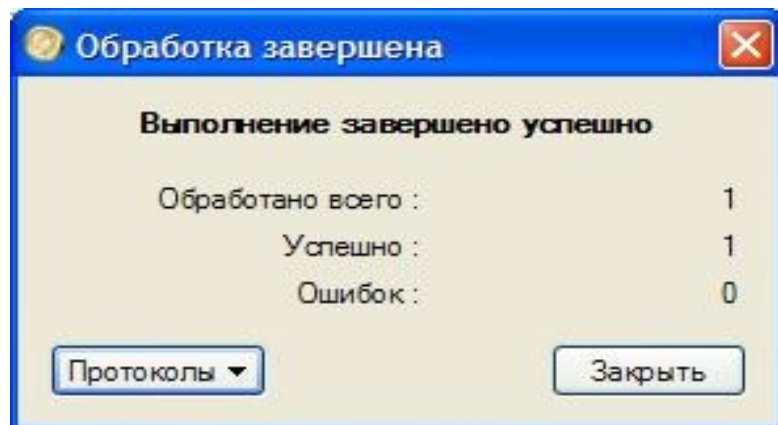 Обработка завершена
Выполнение завершено успешно
Обработано всего : 1
Успешно : 1
Ошибок : 0
Протоколы Закрыть